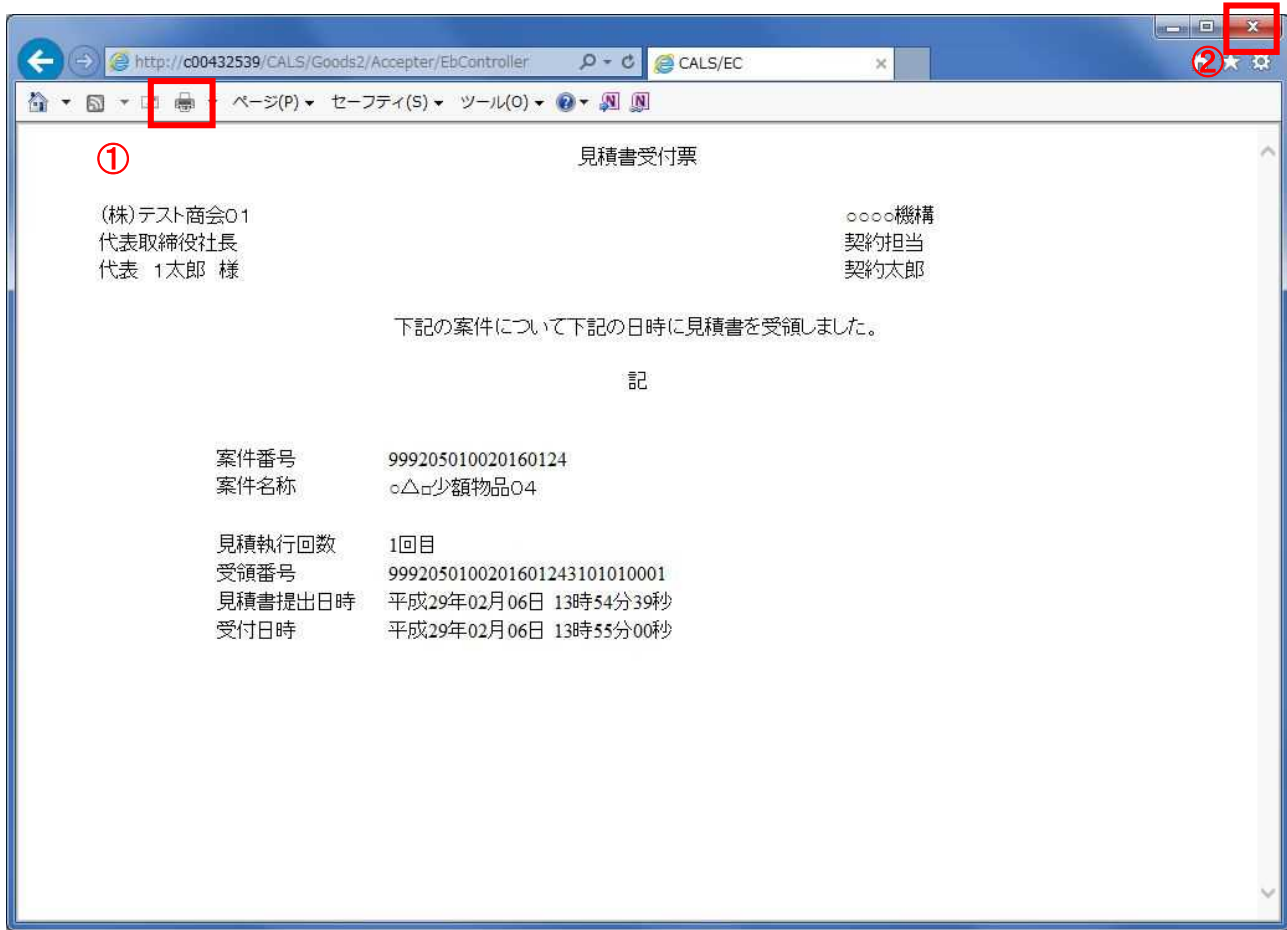 http://c00432539/CALS/Goods2/Accepter/EbController
CALS/EC
②
ページ(P) セーフティ(S) ツール(O)
①
見積書受付票
(株)テスト商会01
代表取締役社長
代表 1太郎 様
○○○○機構
契約担当
契約太郎
下記の案件について下記の日時に見積書を受領しました。
記
案件番号 999205010020160124
案件名称 ○△□少額物品04
見積執行回数 1回目
受領番号 9992050100201601243101010001
見積書提出日時 平成29年02月06日 13時54分39秒
受付日時 平成29年02月06日 13時55分00秒